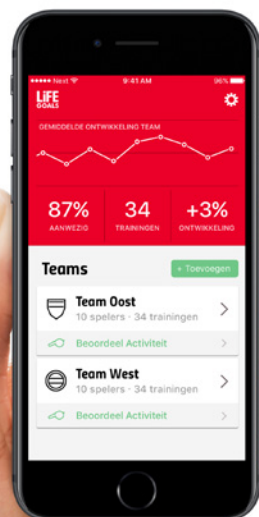 Nest 9:41 AM 96%
LiFE
GOALS
GEMIDDELDE ONTWIKKELING TEAM
87% 34 +3%
AANWEZIG TRAININGEN ONTWIKKELING
Teams + Toevoegen
Team Oost
10 spelers · 34 trainingen
Beoordeel Activiteit
Team West
10 spelers · 34 trainingen
Beoordeel Activiteit